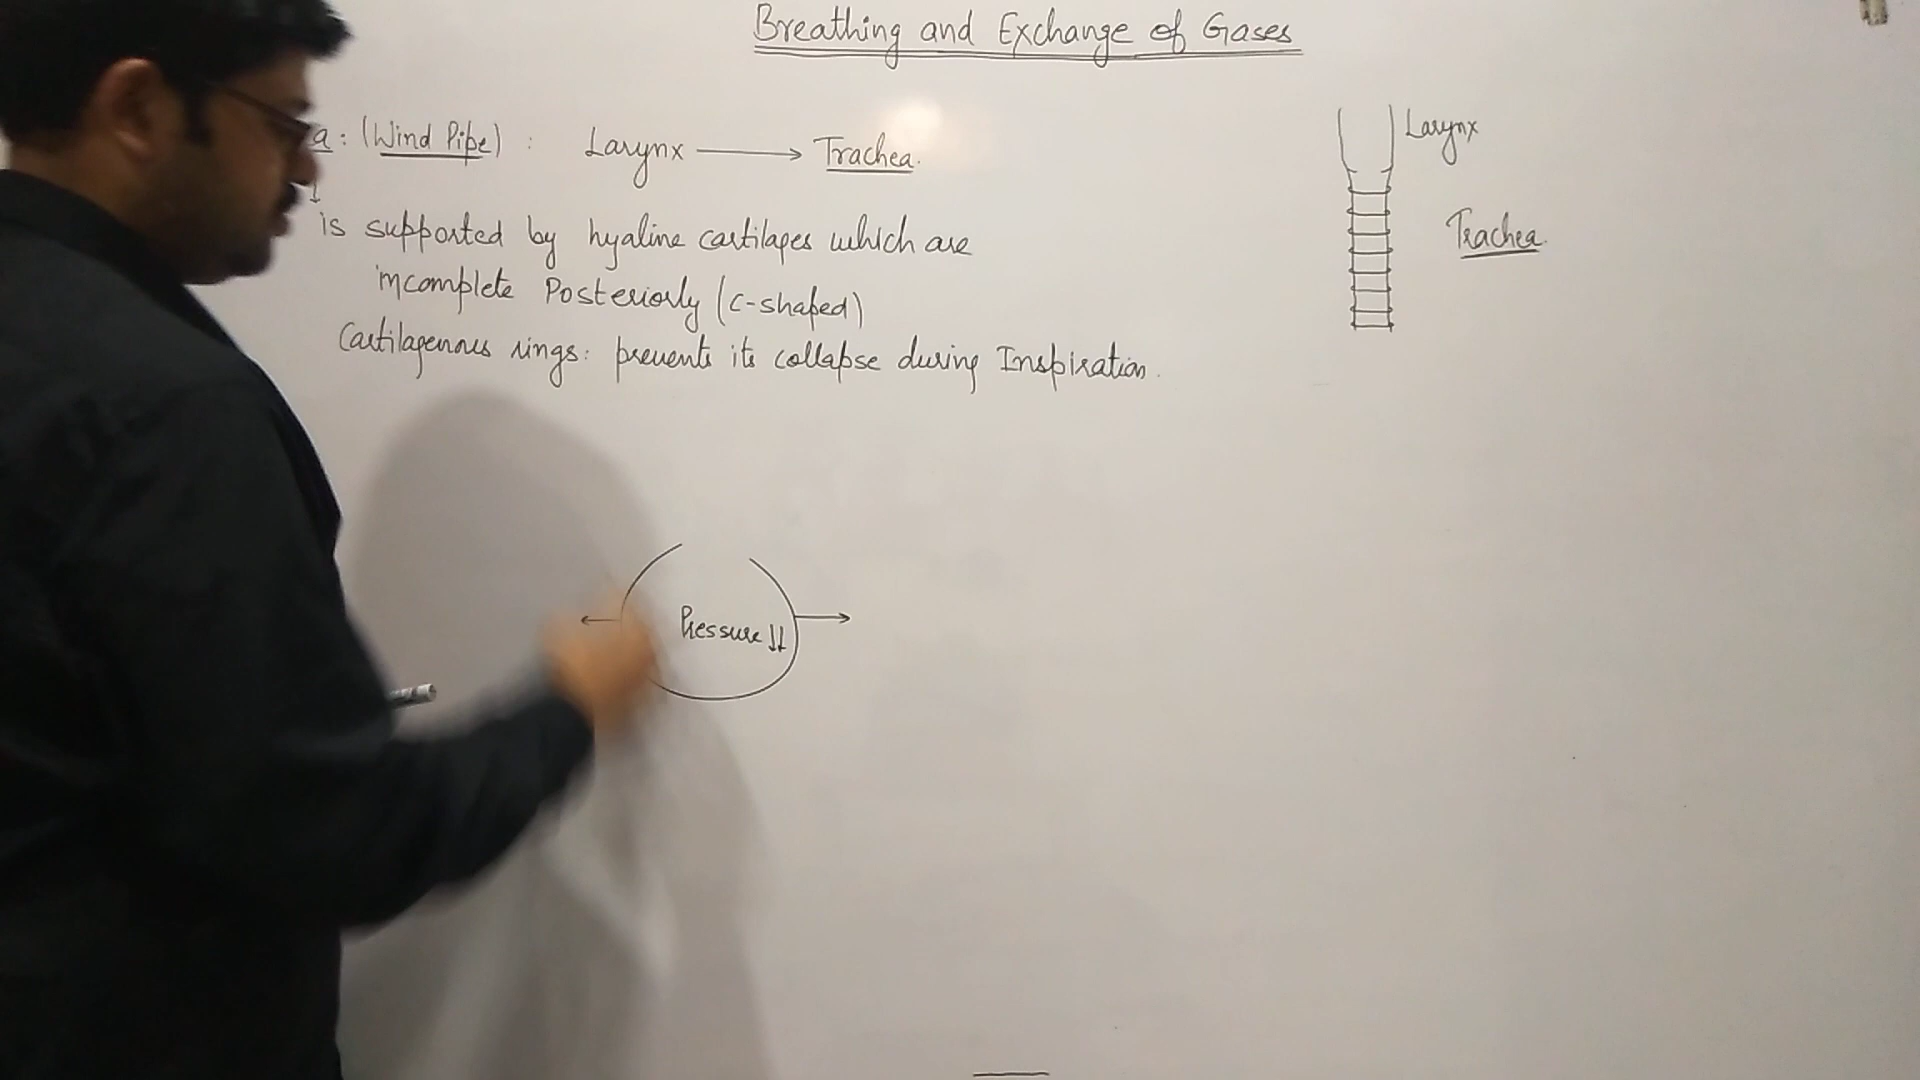 Breathing and Exchange of Gases
a : (Wind Pipe) : Larynx → Trachea.
is supported by hyaline cartilages which are
incomplete Posteriorly (C-shaped)
Cartilagenous rings: prevents its collapse during Inspiration.
Larynx
Trachea.
Pressure ↓↓